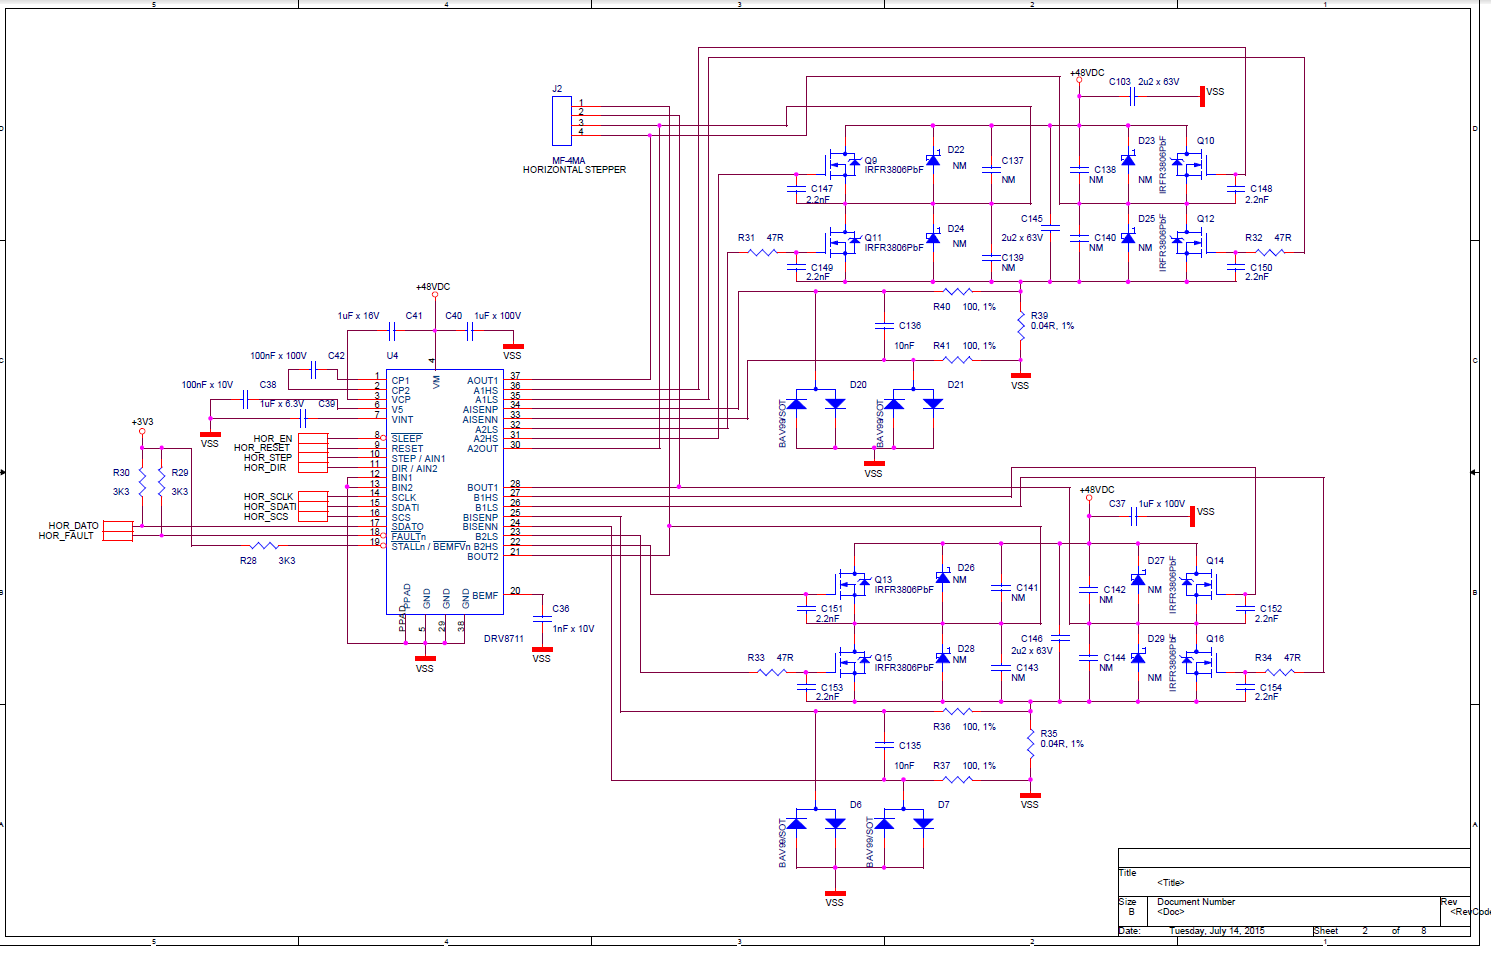 5 4 3 2 1
D
C
B
A
J2
1
2
3
4
MF-4MA
HORIZONTAL STEPPER
+48VDC
C103 2u2 x 63V
VSS
Q9
IRFR3806PbF
D22
NM
C137
NM
C138
NM
D23
NM
IRFR3806PbF
Q10
C147
2.2nF
C148
2.2nF
R31 47R
Q11
IRFR3806PbF
D24
NM
C145
2u2 x 63V
C139
NM
C140
NM
D25
NM
IRFR3806PbF
Q12
R32 47R
C149
2.2nF
C150
2.2nF
R40 100, 1%
C136
10nF
R39
0.04R, 1%
R41 100, 1%
VSS
D20
D21
BAV99/SOT
BAV99/SOT
VSS
+48VDC
1uF x 16V C41
C40 1uF x 100V
VSS
100nF x 100V C42
U4
100nF x 10V C38
1uF x 6.3V C39
VSS
+3V3
R30
3K3
R29
3K3
HOR_EN
HOR_RESET
HOR_STEP
HOR_DIR
HOR_SCLK
HOR_SDATI
HOR_SCS
HOR_DATO
HOR_FAULT
R28 3K3
4
VM
1 CP1
2 CP2
3 VCP
6 V5
7 VINT
8 SLEEP
9 RESET
10 STEP / AIN1
11 DIR / AIN2
12 BIN1
13 BIN2
14 SCLK
15 SDATI
16 SCS
17 SDATO
18 FAULTn
19 STALLn / BEMFVn
AOUT1 37
A1HS 36
A1LS 35
AISENP 34
AISENN 33
A2LS 32
A2HS 31
A2OUT 30
BOUT1 28
B1HS 27
B1LS 26
BISENP 25
BISENN 24
B2LS 23
B2HS 22
BOUT2 21
BEMF 20
PPAD
PPAD
GND
5
GND
29
GND
38
DRV8711
VSS
C36
1nF x 10V
VSS
+48VDC
C37 1uF x 100V
VSS
Q13
IRFR3806PbF
D26
NM
C141
NM
C142
NM
D27
NM
IRFR3806PbF
Q14
C151
2.2nF
C152
2.2nF
R33 47R
Q15
IRFR3806PbF
D28
NM
C146
2u2 x 63V
C143
NM
C144
NM
D29
NM
IRFR3806PbF
Q16
R34 47R
C153
2.2nF
C154
2.2nF
R36 100, 1%
C135
10nF
R35
0.04R, 1%
R37 100, 1%
VSS
D6
D7
BAV99/SOT
BAV99/SOT
VSS
Title
<Title>
Size
B
Document Number
<Doc>
Rev
<RevCode
Date: Tuesday, July 14, 2015 Sheet 2 of 8
5 4 3 2 1
D
C
B
A